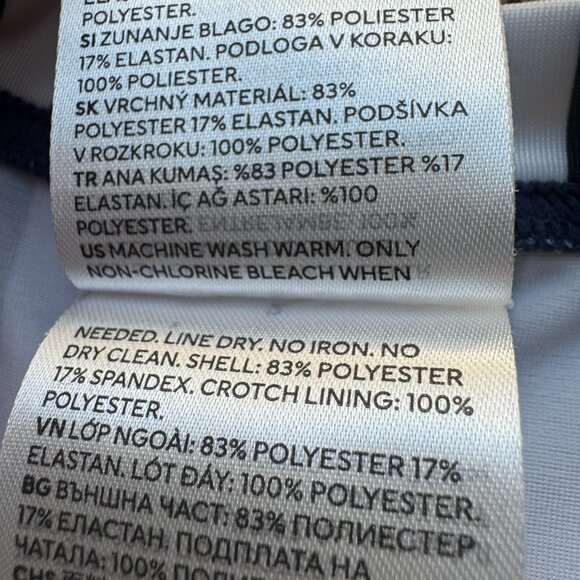 POLYESTER.
SI ZUNANJE BLAGO: 83% POLIESTER
17% ELASTAN. PODLOGA V KORAKU:
100% POLIESTER.
SK VRCHNÝ MATERIÁL: 83%
POLYESTER 17% ELASTAN. PODŠÍVKA
V ROZKROKU: 100% POLYESTER.
TR ANA KUMAŞ: %83 POLYESTER %17
ELASTAN. İÇ AĞ ASTARI: %100
POLYESTER.
US MACHINE WASH WARM. ONLY
NON-CHLORINE BLEACH WHEN
NEEDED. LINE DRY. NO IRON. NO
DRY CLEAN. SHELL: 83% POLYESTER
17% SPANDEX. CROTCH LINING: 100%
POLYESTER.
VN LỚP NGOÀI: 83% POLYESTER 17%
ELASTAN. LÓT ĐÁY: 100% POLYESTER.
BG ВЪНШНА ЧАСТ: 83% ПОЛИЕСТЕР
17% ЕЛАСТАН. ПОДПЛАТА НА
ЧАТАЛА: 100% ПОЛИЕСТЕР
CHS